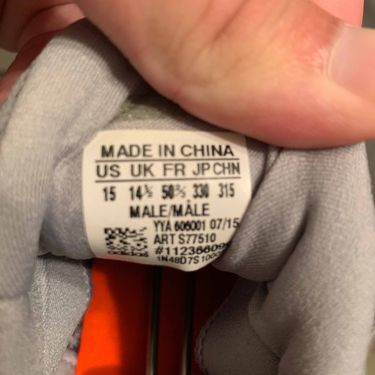 MADE IN CHINA
US UK FR JP CHN
15 14½ 50⅔ 330 315
MALE/MÂLE
YYA 606001 07/15
ART S77510
adidas